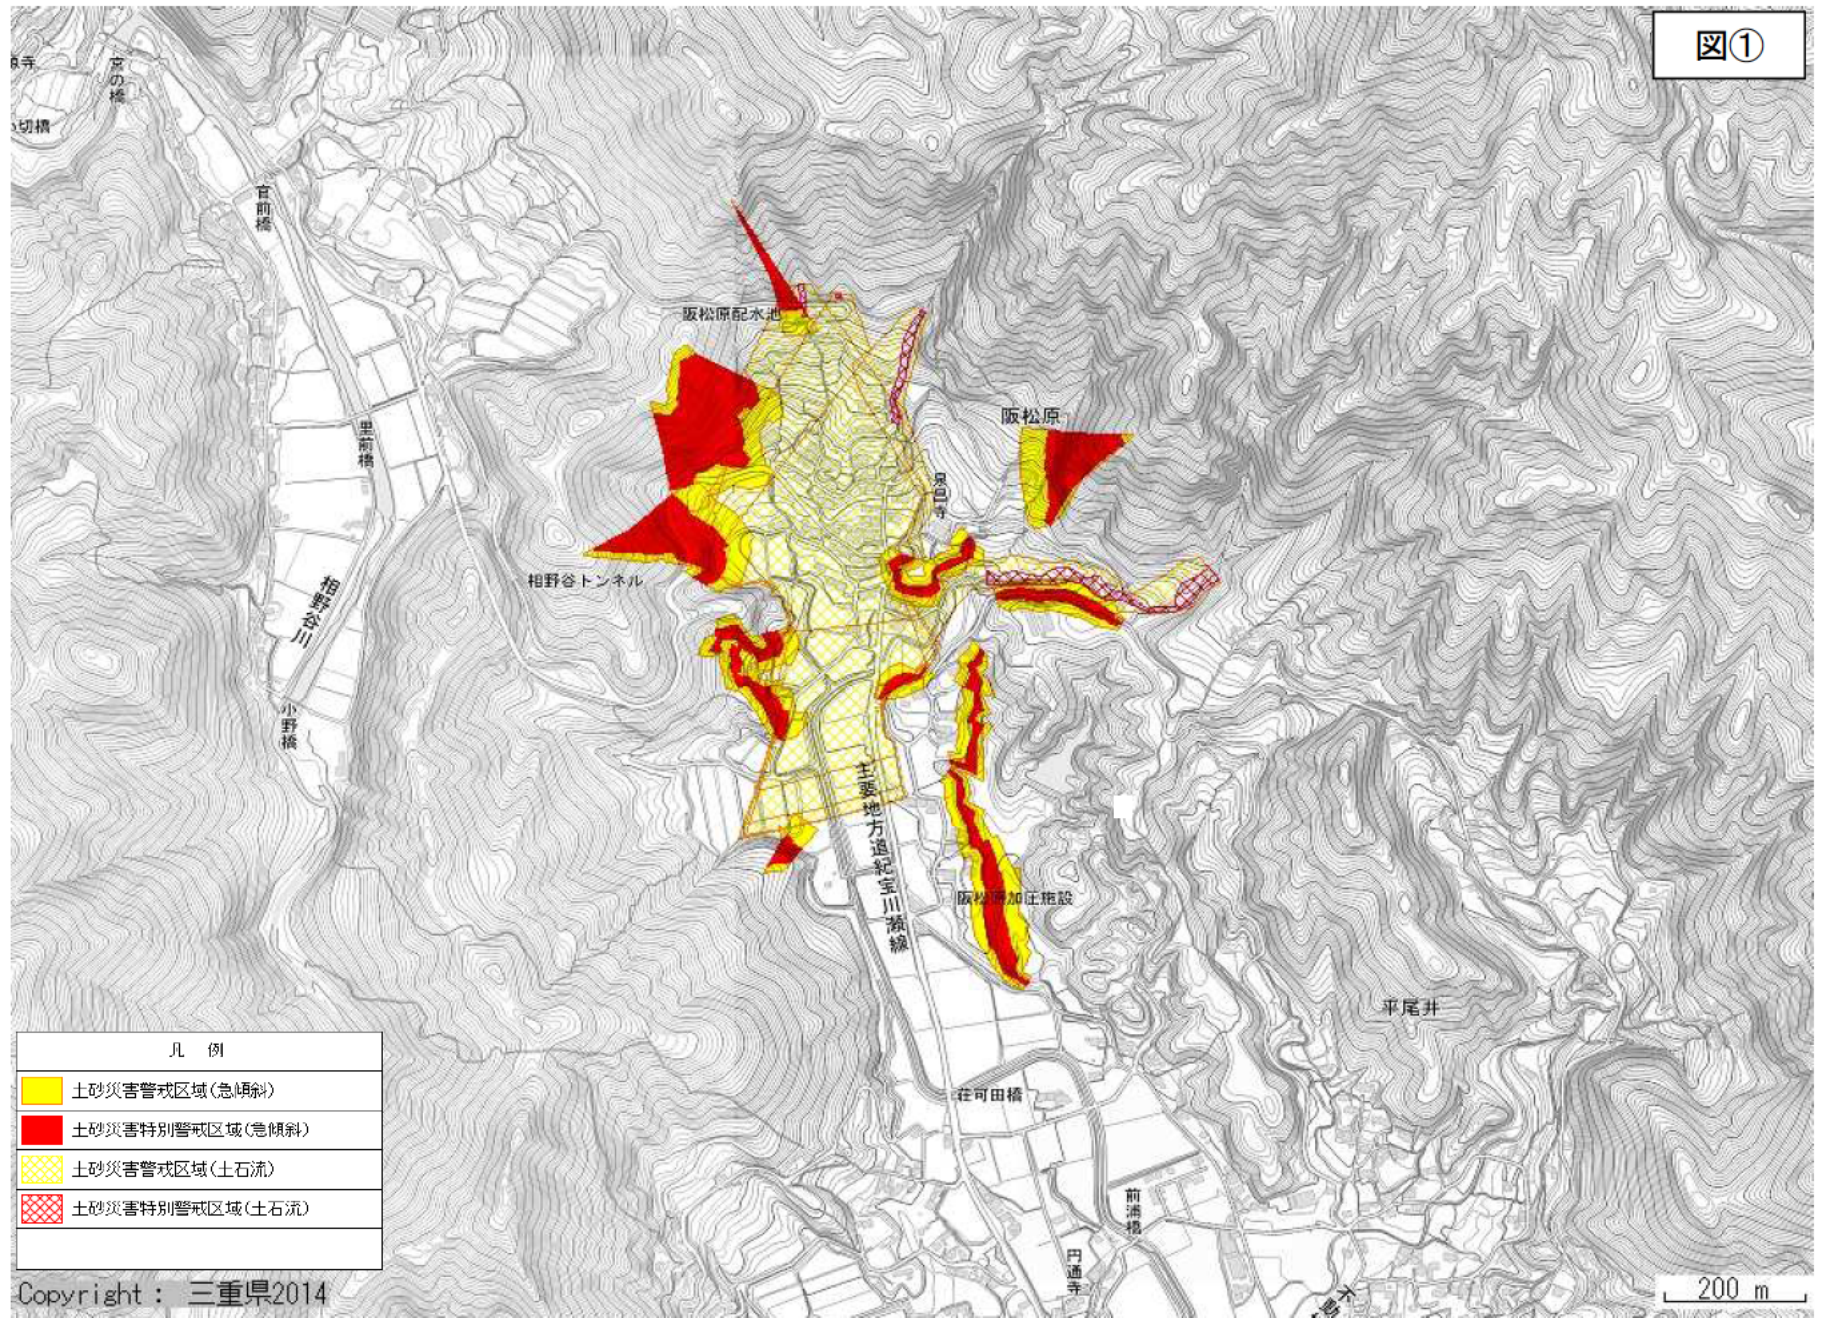 図①
宮の橋
切橋
宮前橋
阪松原配水池
阪松原
里前橋
泉昌寺
相野谷トンネル
相野谷川
小野橋
主要地方道紀宝川瀬線
阪松原加圧施設
平尾井
荘可田橋
前浦橋
円通寺
凡 例
土砂災害警戒区域(急傾斜)
土砂災害特別警戒区域(急傾斜)
土砂災害警戒区域(土石流)
土砂災害特別警戒区域(土石流)
Copyright : 三重県2014
200 m